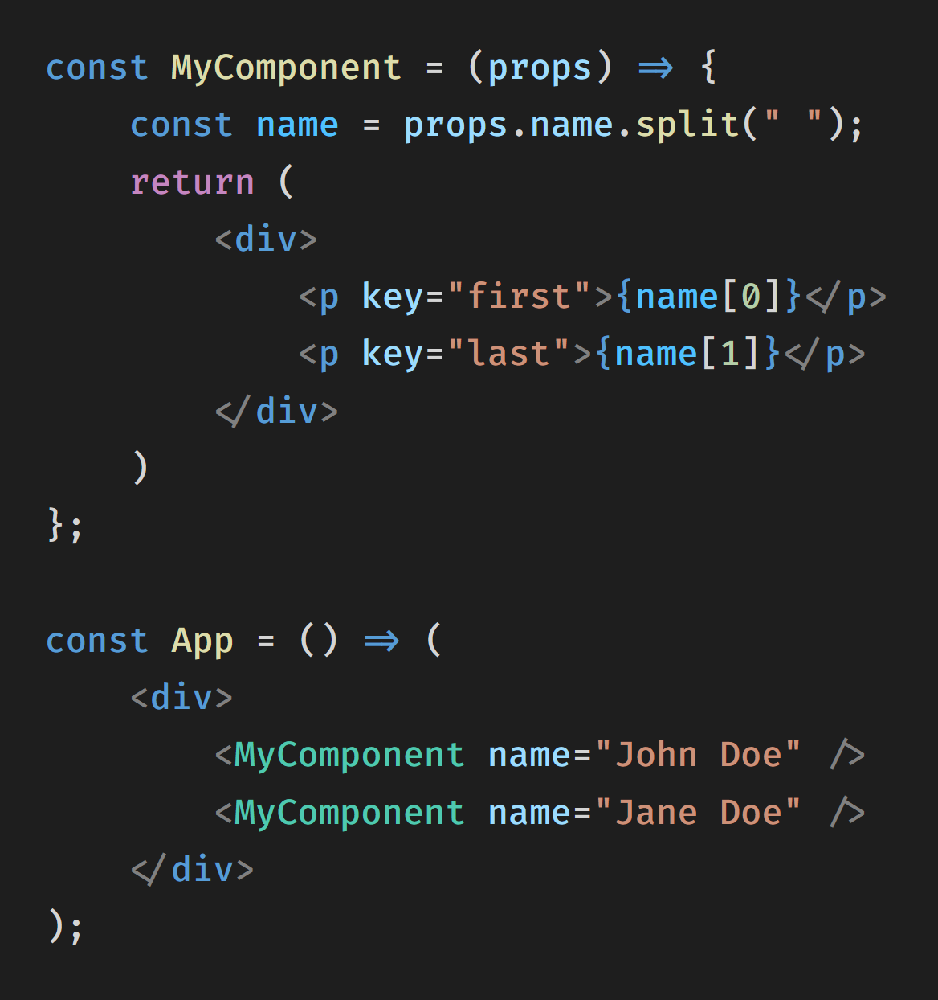 const MyComponent = (props) => {
    const name = props.name.split(" ");
    return (
        <div>
            <p key="first">{name[0]}</p>
            <p key="last">{name[1]}</p>
        </div>
    )
};

const App = () => (
    <div>
        <MyComponent name="John Doe" />
        <MyComponent name="Jane Doe" />
    </div>
);